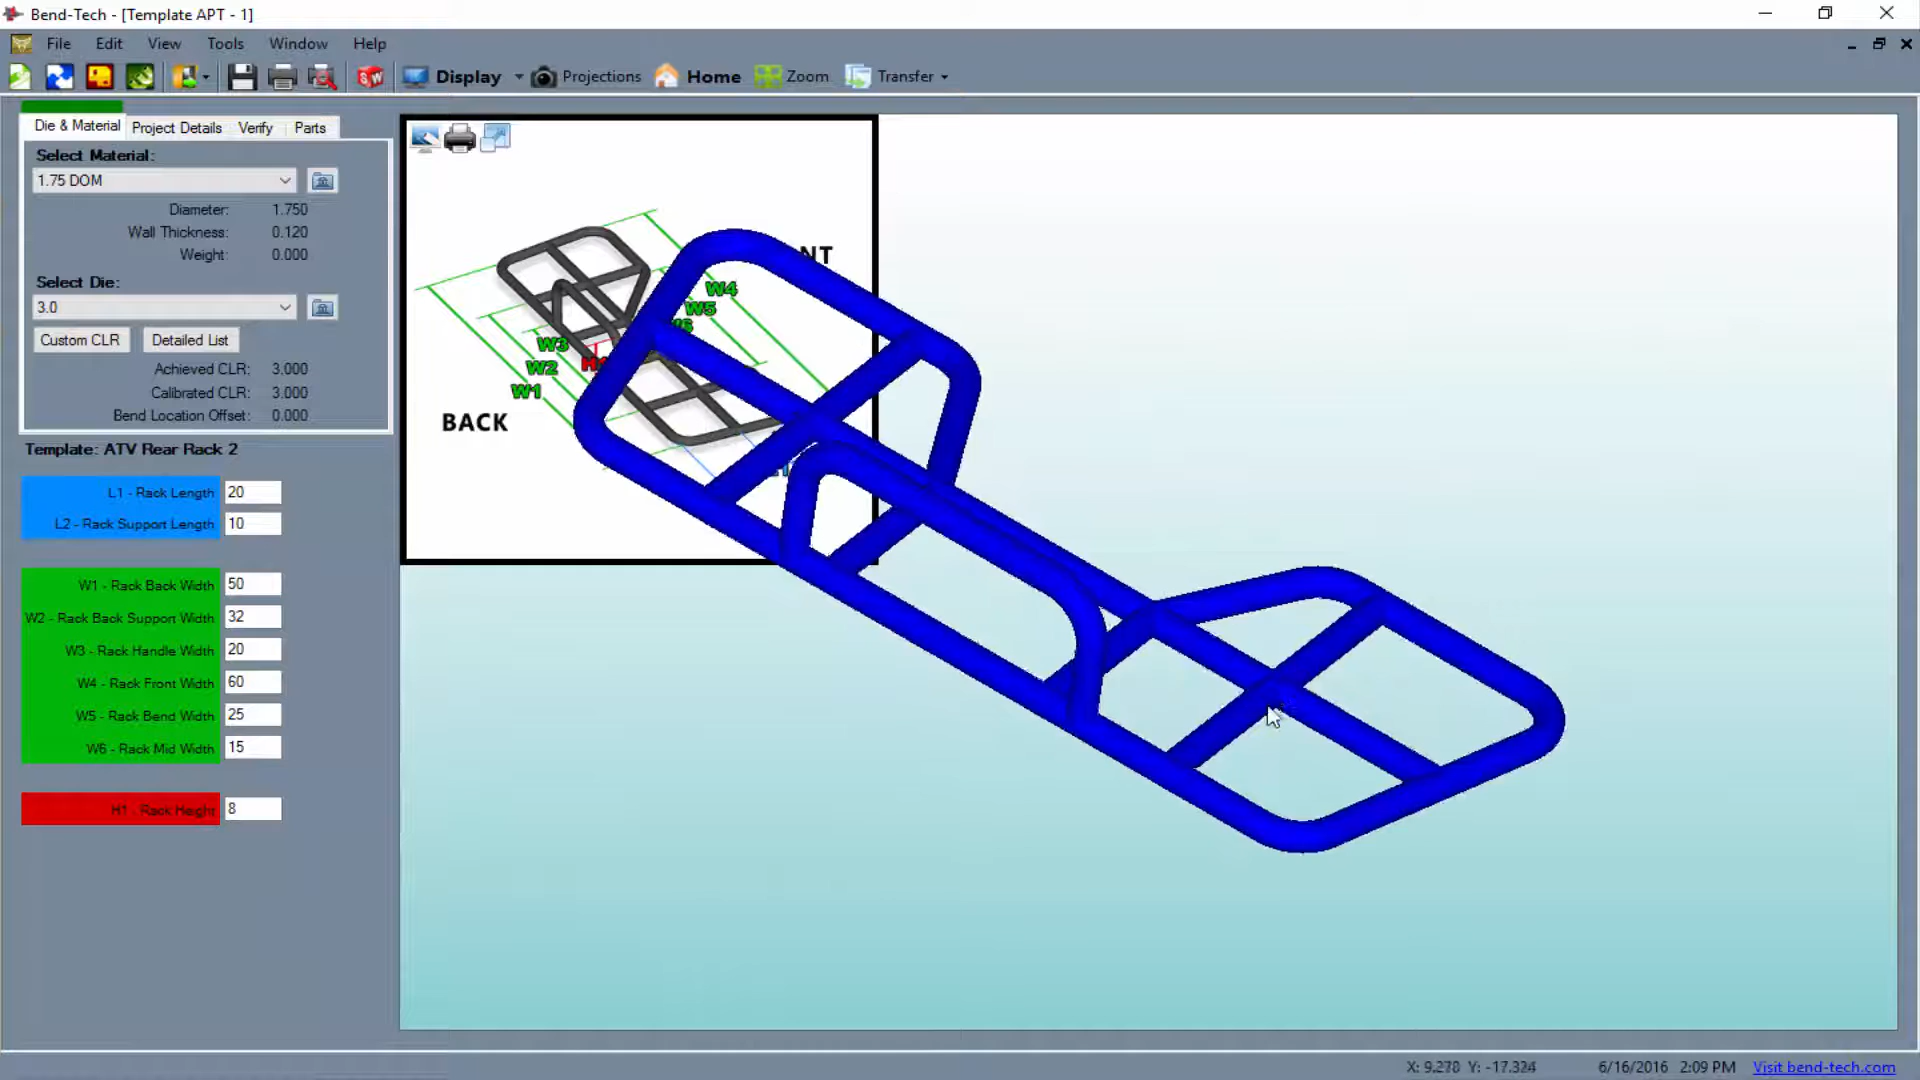 Bend-Tech - [Template APT - 1]
File Edit View Tools Window Help
SW Display Projections Home Zoom Transfer
Die & Material Project Details Verify Parts
Select Material:
1.75 DOM
Diameter: 1.750
Wall Thickness: 0.120
Weight: 0.000
Select Die:
3.0
Custom CLR Detailed List
Achieved CLR: 3.000
Calibrated CLR: 3.000
Bend Location Offset: 0.000
Template: ATV Rear Rack 2
L1 - Rack Length 20
L2 - Rack Support Length 10
W1 - Rack Back Width 50
W2 - Rack Back Support Width 32
W3 - Rack Handle Width 20
W4 - Rack Front Width 60
W5 - Rack Bend Width 25
W6 - Rack Mid Width 15
H1 - Rack Height 8
NT
W4
W5
W3
W2
W1
BACK
X: 9.278 Y: -17.324 6/16/2016 2:09 PM Visit bend-tech.com